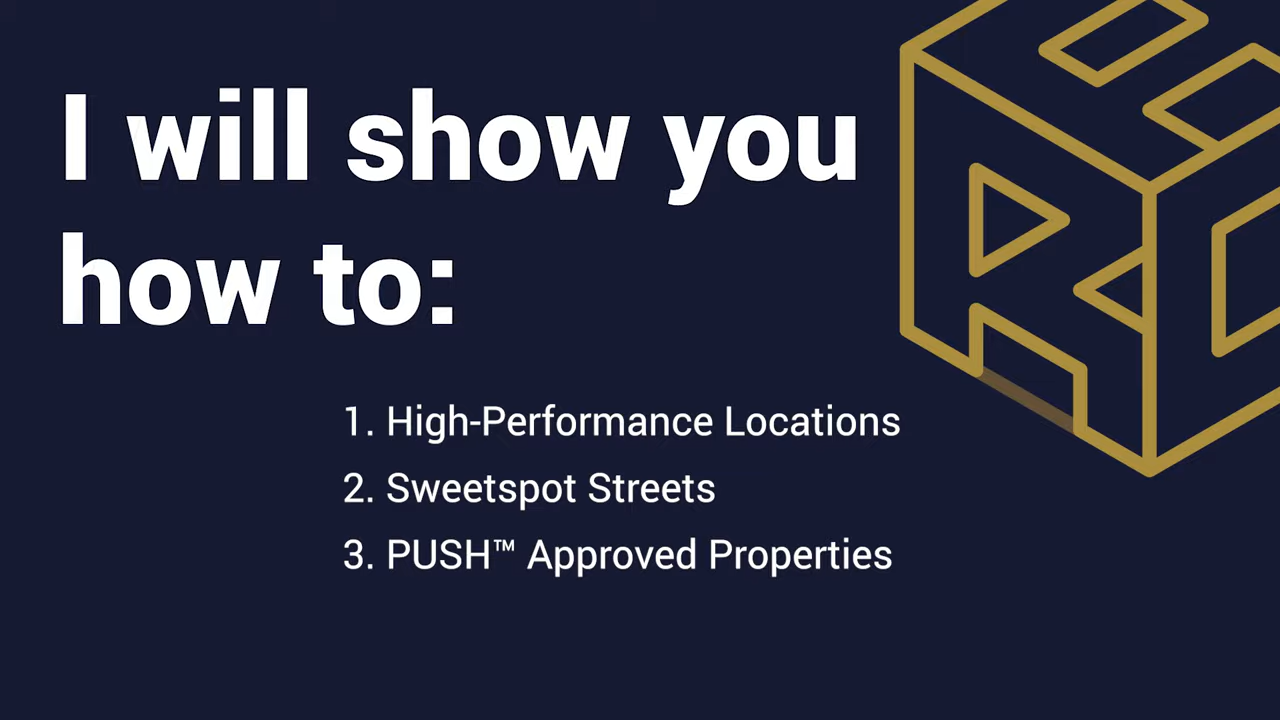 I will show you
how to:
1. High-Performance Locations
2. Sweetspot Streets
3. PUSH™ Approved Properties